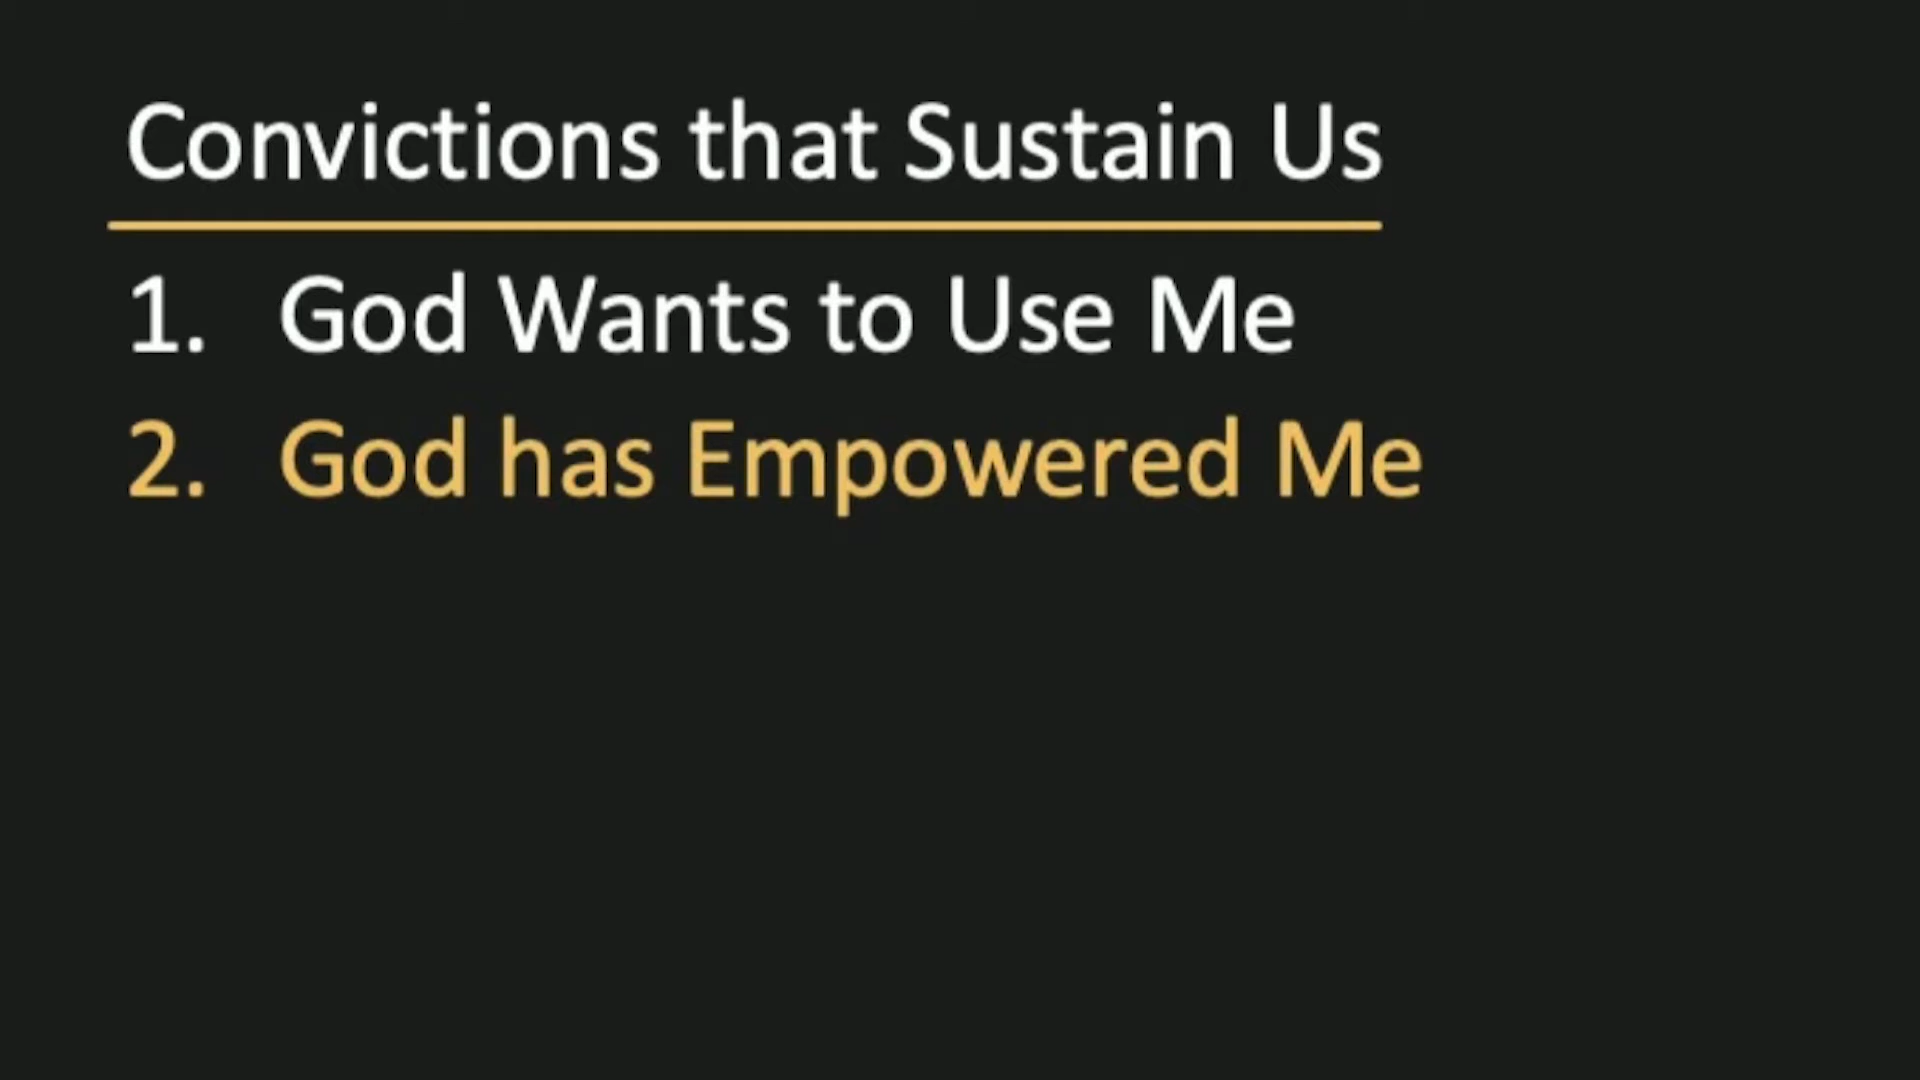 Convictions that Sustain Us
1. God Wants to Use Me
2. God has Empowered Me